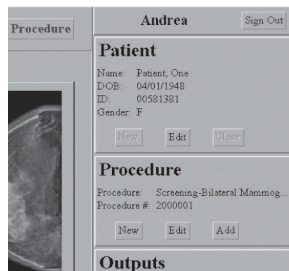 Procedure
Andrea Sign Out
Patient
Name: Patient, One
DOB: 04/01/1948
ID: 00581381
Gender: F
New Edit Close
Procedure
Procedure: Screening-Bilateral Mammog...
Procedure #: 2000001
New Edit Add
Outputs